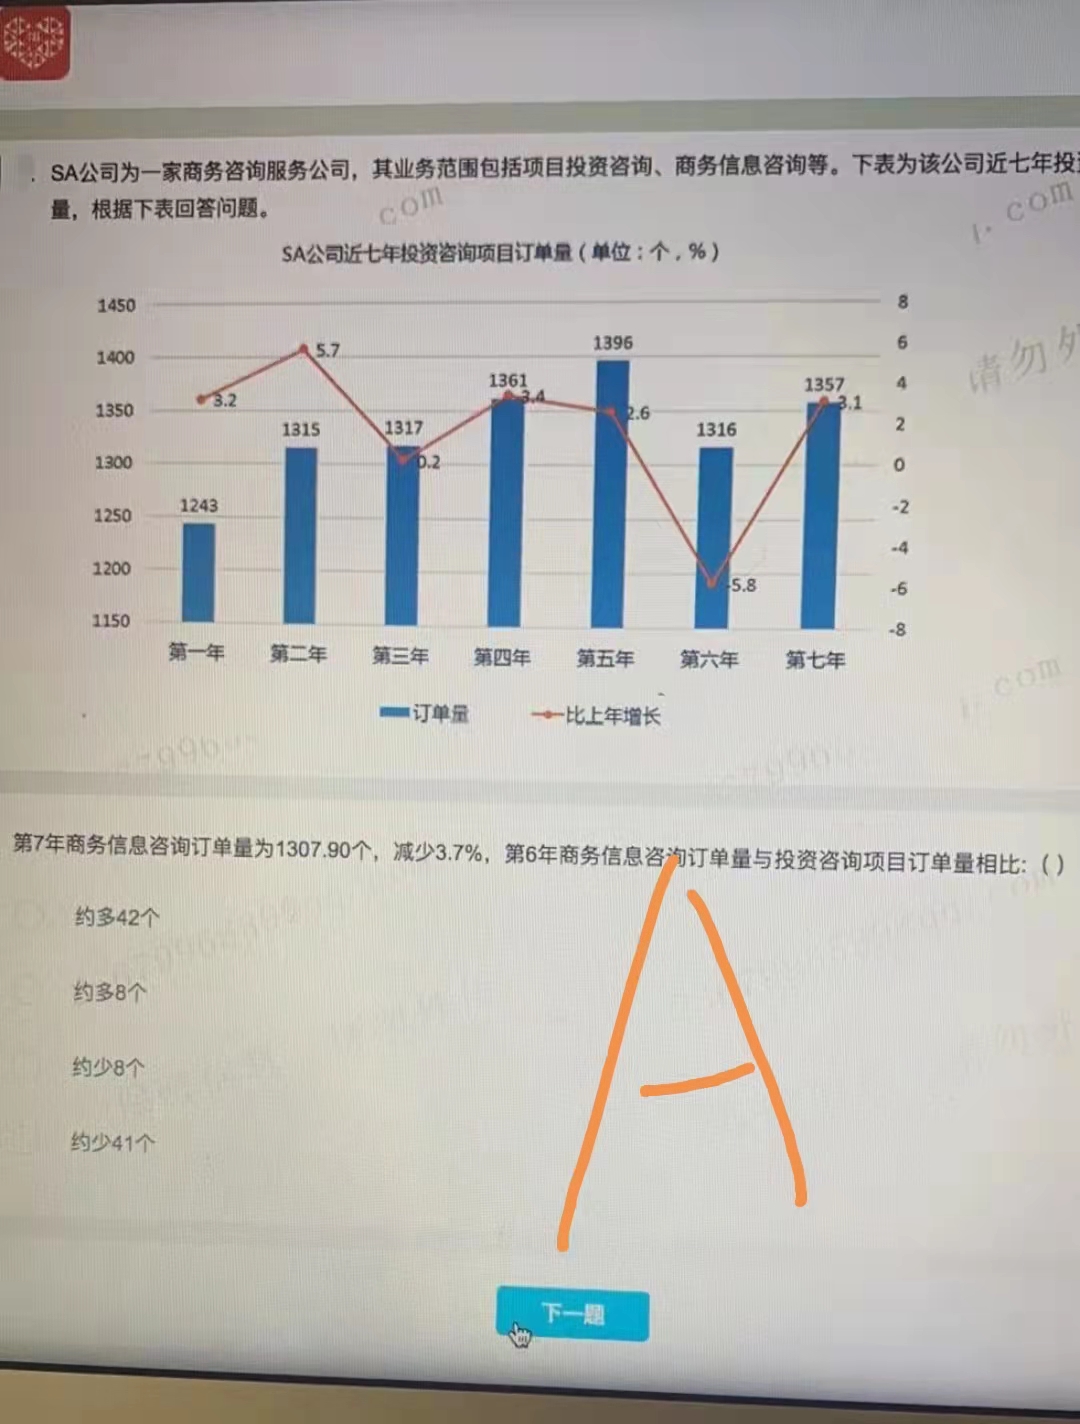 SA公司为一家商务咨询服务公司，其业务范围包括项目投资咨询、商务信息咨询等。下表为该公司近七年投
量，根据下表回答问题。
com
i. com
SA公司近七年投资咨询项目订单量（单位：个，%）
1450
8
1400
6
1350
4
1300
2
1250
0
1200
-2
1150
-4
-6
-8
3.2
5.7
0.2
3.4
2.6
-5.8
3.1
1243
1315
1317
1361
1396
1316
1357
请勿外
第一年 第二年 第三年 第四年 第五年 第六年 第七年
订单量 比上年增长
com
第7年商务信息咨询订单量为1307.90个，减少3.7%，第6年商务信息咨询订单量与投资咨询项目订单量相比:（）
约多42个
约多8个
约少8个
约少41个
A
下一题